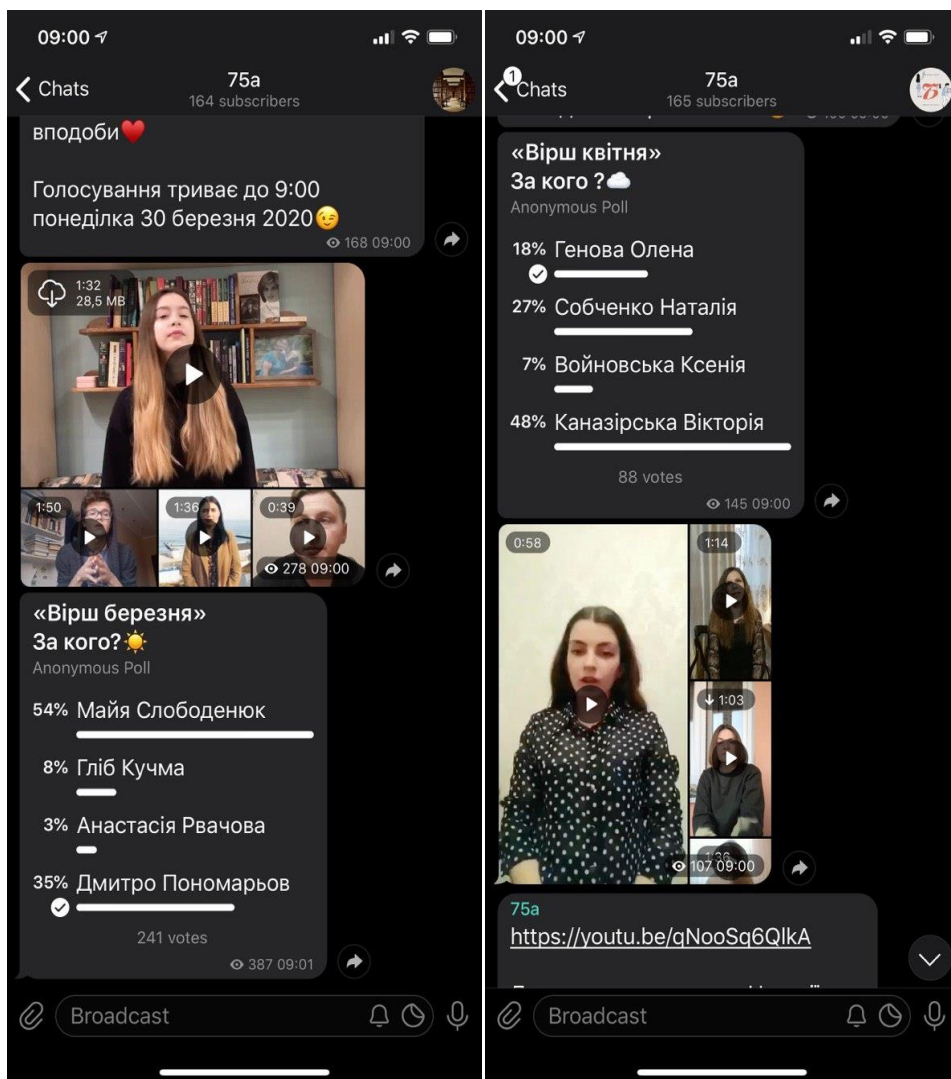 09:00
Chats
75a
164 subscribers
вподоби❤️
Голосування триває до 9:00
понеділка 30 березня 2020😉
168 09:00
1:32
28,5 MB
1:50
1:36
0:39
278 09:00
«Вірш березня»
За кого?☀️
Anonymous Poll
54% Майя Слободенюк
8% Гліб Кучма
3% Анастасія Рвачова
35% Дмитро Пономарьов
241 votes
387 09:01
Broadcast
09:00
1
Chats
75a
165 subscribers
«Вірш квітня»
За кого ?☁️
Anonymous Poll
18% Генова Олена
27% Собченко Наталія
7% Войновська Ксенія
48% Каназірська Вікторія
88 votes
145 09:00
0:58
1:14
1:03
1:36
107 09:00
75a
https://youtu.be/qNooSq6QlkA
Broadcast